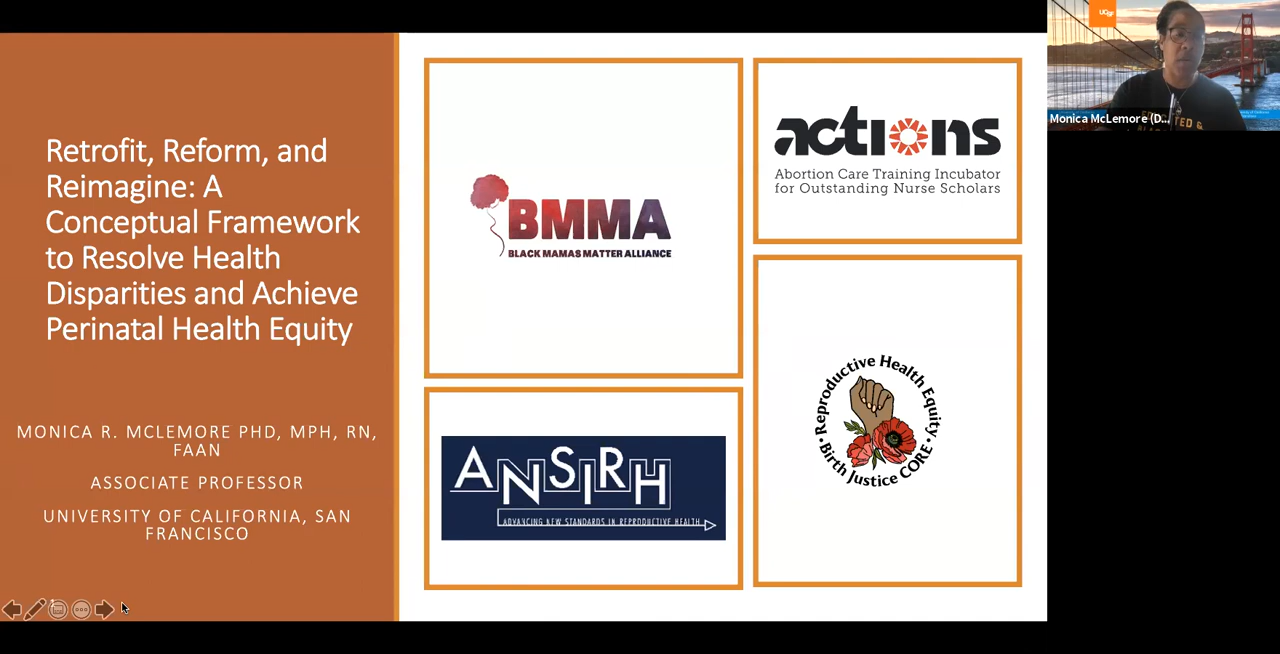 Retrofit, Reform, and
Reimagine: A
Conceptual Framework
to Resolve Health
Disparities and Achieve
Perinatal Health Equity
MONICA R. MCLEMORE PHD, MPH, RN,
FAAN
ASSOCIATE PROFESSOR
UNIVERSITY OF CALIFORNIA, SAN
FRANCISCO
BMMA
BLACK MAMAS MATTER ALLIANCE
actions
Abortion Care Training Incubator
for Outstanding Nurse Scholars
ANSIRH
ADVANCING NEW STANDARDS IN REPRODUCTIVE HEALTH
Reproductive Health Equity
• Birth Justice CORE •
Monica McLemore (D...